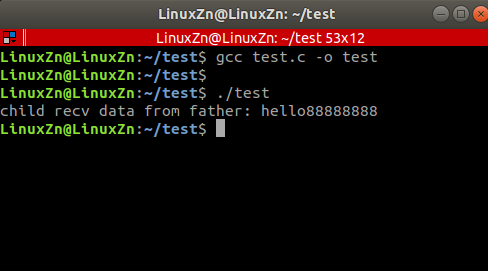 LinuxZn@LinuxZn: ~/test
LinuxZn@LinuxZn: ~/test 53x12
LinuxZn@LinuxZn:~/test$ gcc test.c -o test
LinuxZn@LinuxZn:~/test$
LinuxZn@LinuxZn:~/test$ ./test
child recv data from father: hello88888888
LinuxZn@LinuxZn:~/test$